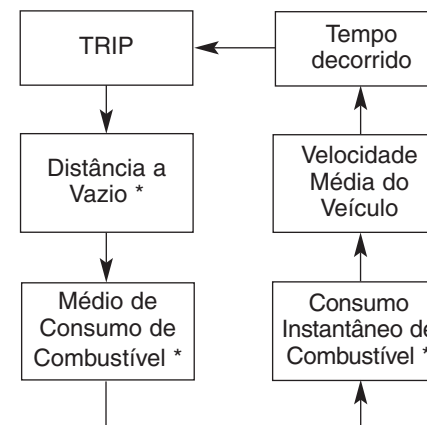 TRIP
Distância a
Vazio *
Médio de
Consumo de
Combustível *
Consumo
Instantâneo de
Combustível *
Velocidade
Média do
Veículo
Tempo
decorrido